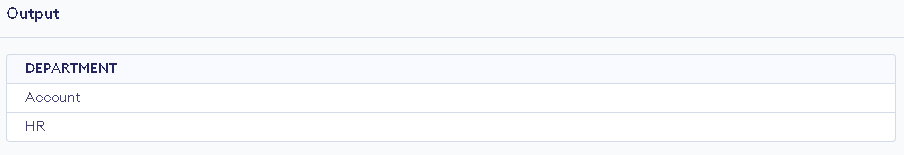 Output
DEPARTMENT
Account
HR